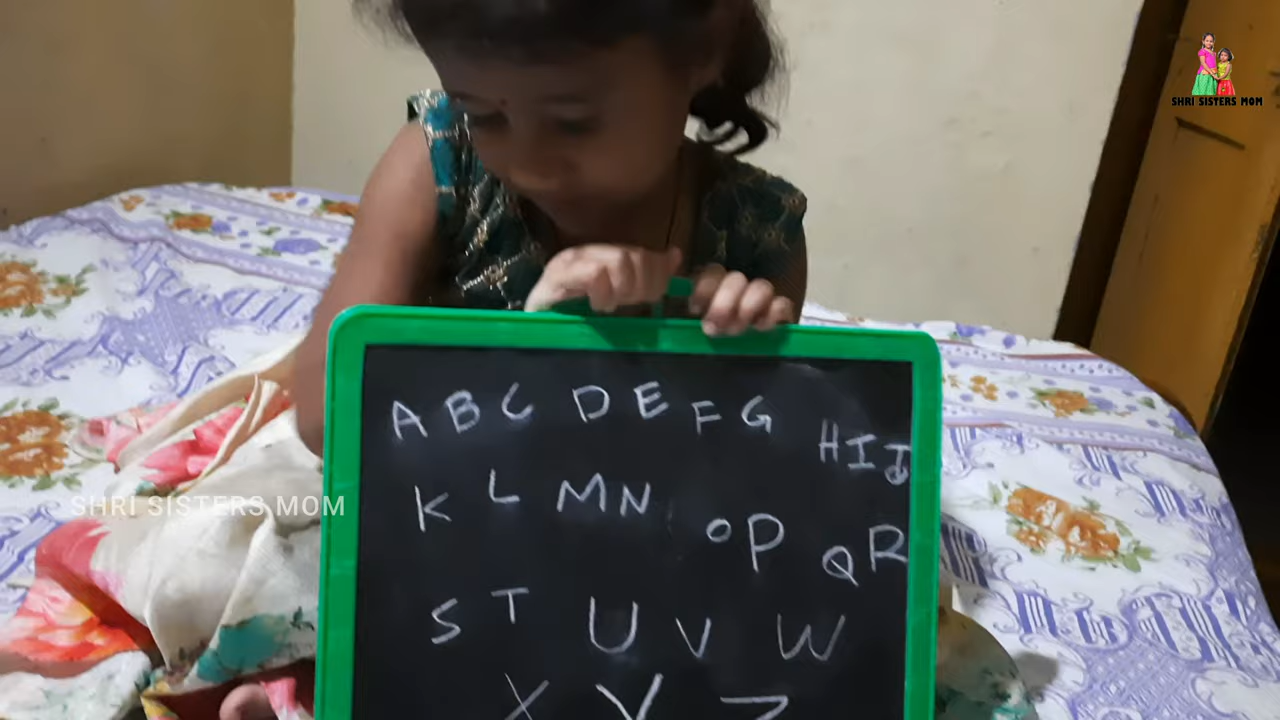 SHRI SISTERS MOM
A B C D E F G H I J
K L M N O P Q R
SHRI SISTERS MOM
S T U V W
X Y Z